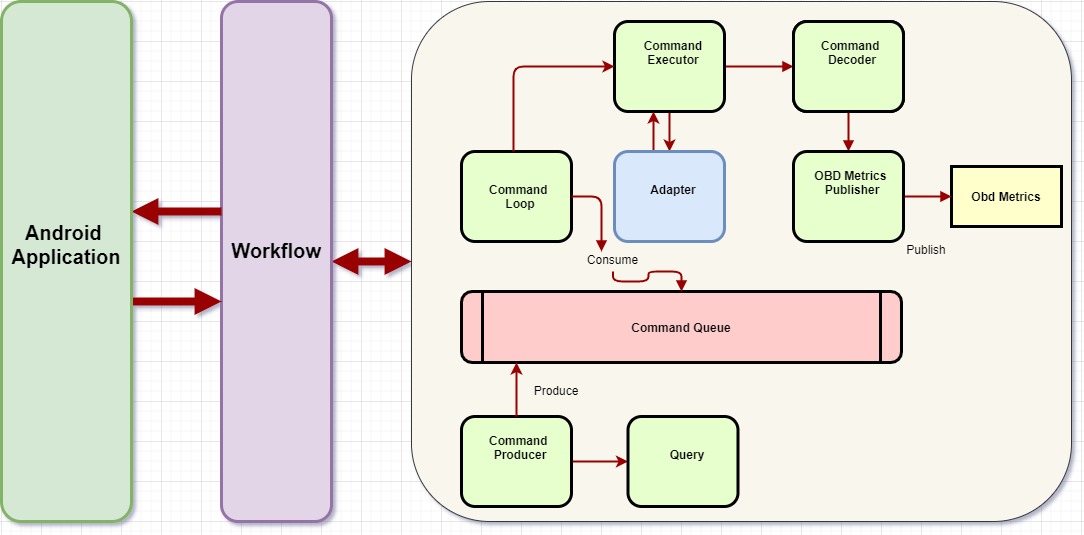 Android
Application
Workflow
Command
Executor
Command
Decoder
Command
Loop
Adapter
OBD Metrics
Publisher
Obd Metrics
Publish
Consume
Command Queue
Produce
Command
Producer
Query